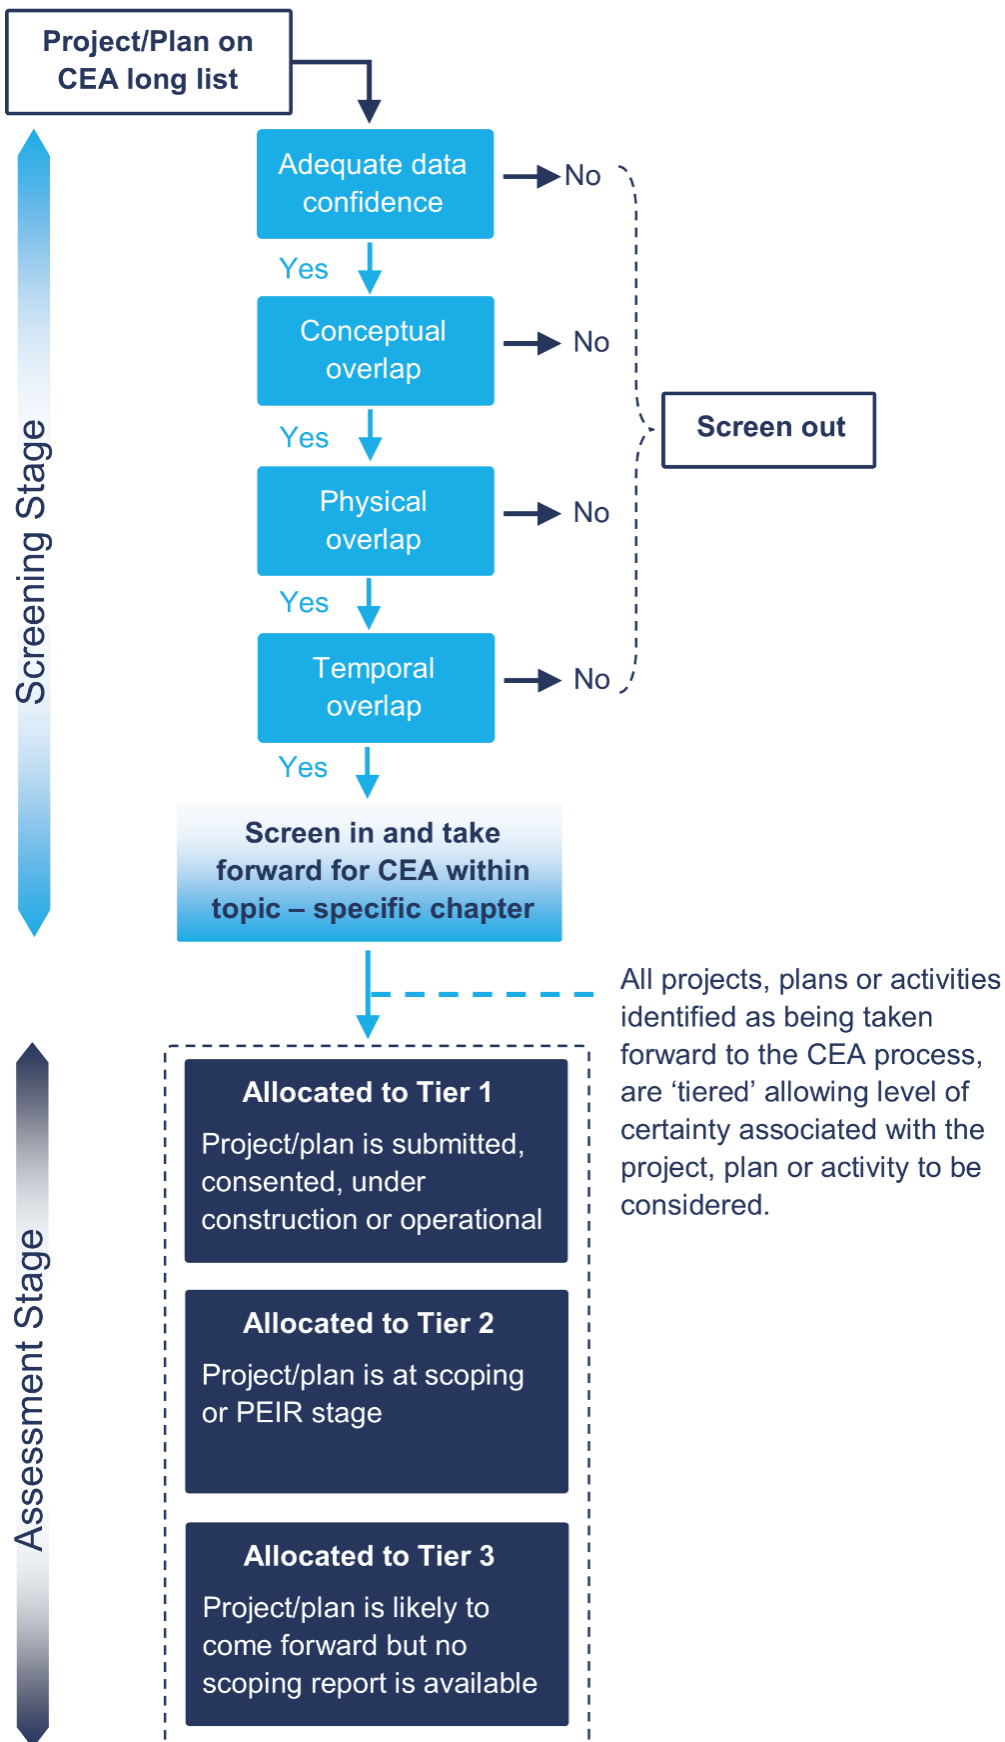 Project/Plan on
CEA long list
Adequate data
confidence
No
Yes
Conceptual
overlap
No
Yes
Physical
overlap
No
Yes
Temporal
overlap
No
Yes
Screen out
Screening Stage
Screen in and take
forward for CEA within
topic – specific chapter
All projects, plans or activities
identified as being taken
forward to the CEA process,
are ‘tiered’ allowing level of
certainty associated with the
project, plan or activity to be
considered.
Assessment Stage
Allocated to Tier 1
Project/plan is submitted,
consented, under
construction or operational
Allocated to Tier 2
Project/plan is at scoping
or PEIR stage
Allocated to Tier 3
Project/plan is likely to
come forward but no
scoping report is available